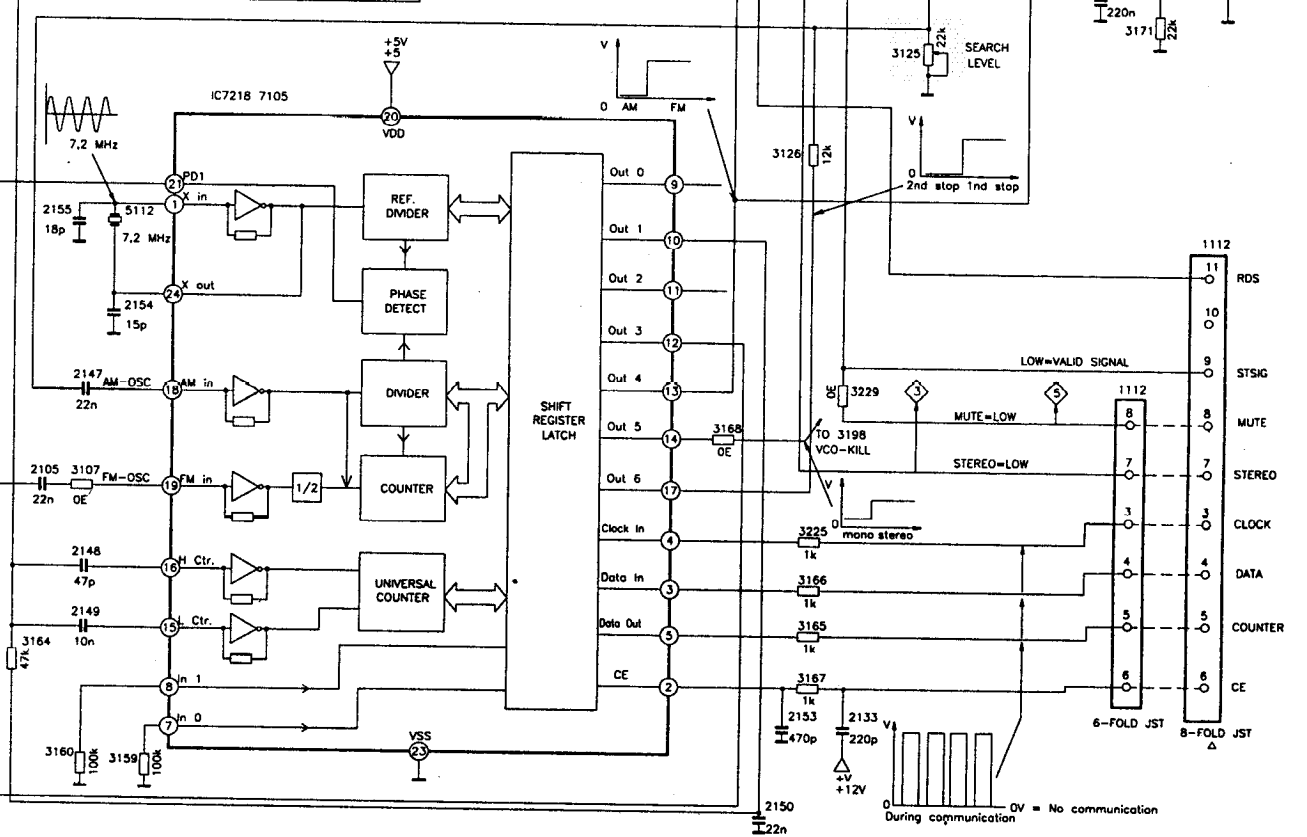 220n
3171
22k
+5V
+5
V
0 AM FM
3125
22k
SEARCH
LEVEL
IC7218 7105
20
VDD
7,2 MHz
3126
12k
V
0
2nd stop 1nd stop
21
PD1
1
X in
2155
18p
5112
7,2 MHz
REF.
DIVIDER
Out 0
9
Out 1
10
24
X out
2154
15p
PHASE
DETECT
Out 2
11
Out 3
12
1112
11
RDS
10
2147
22n
AM-OSC
18
AM in
DIVIDER
SHIFT
REGISTER
LATCH
Out 4
13
LOW=VALID SIGNAL
9
STSIG
OE
3229
3
5
1112
MUTE=LOW
8
8
MUTE
Out 5
14
3168
OE
TO 3198
VCO-KILL
2105
22n
3107
OE
FM-OSC
19
FM in
1/2
COUNTER
STEREO=LOW
7
7
STEREO
Out 6
17
V
0
mono stereo
Clock In
4
3225
1k
3
3
CLOCK
2148
47p
16
H Ctr.
UNIVERSAL
COUNTER
Data In
3
3166
1k
4
4
DATA
2149
10n
15
L Ctr.
Data Out
5
3165
1k
5
5
COUNTER
3164
47k
8
In 1
CE
2
3167
1k
6
6
CE
7
In 0
2153
470p
2133
220p
+V
+12V
6-FOLD JST
8-FOLD JST
3160
100k
3159
100k
VSS
23
V
0
During communication
0V = No communication
2150
22n